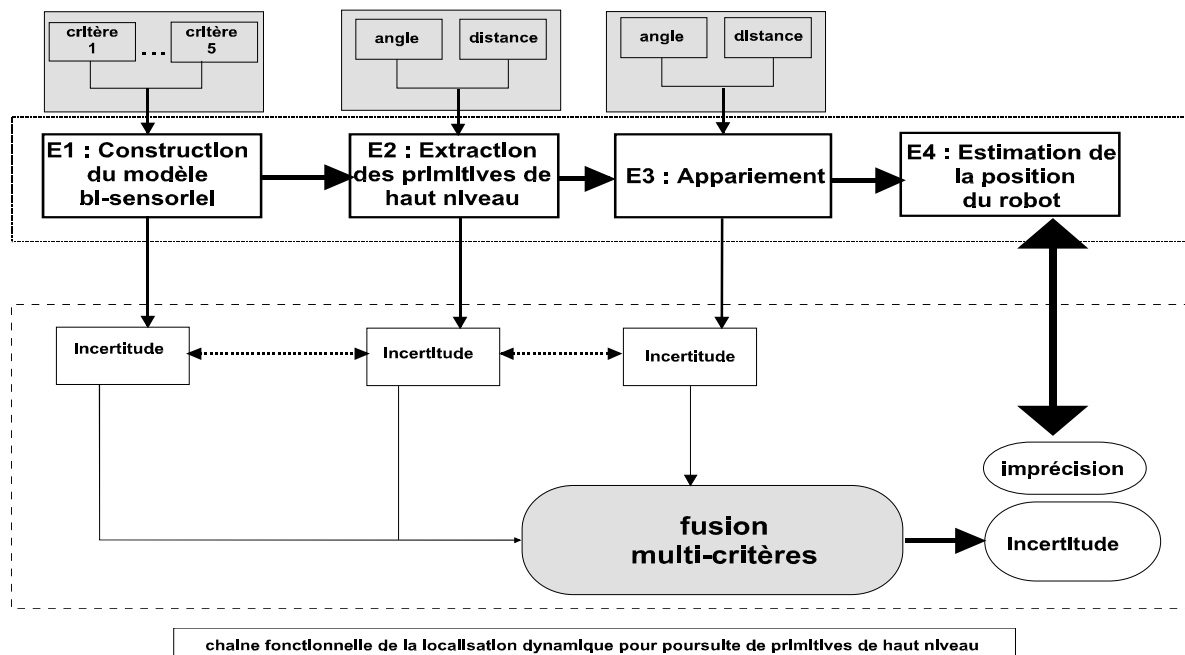 critère
1
...
critère
5
angle
distance
angle
distance
E1 : Construction
du modèle
bi-sensoriel
E2 : Extraction
des primitives de
haut niveau
E3 : Appariement
E4 : Estimation de
la position
du robot
Incertitude
Incertitude
Incertitude
imprécision
fusion
multi-critères
Incertitude
chaine fonctionnelle de la localisation dynamique pour poursuite de primitives de haut niveau